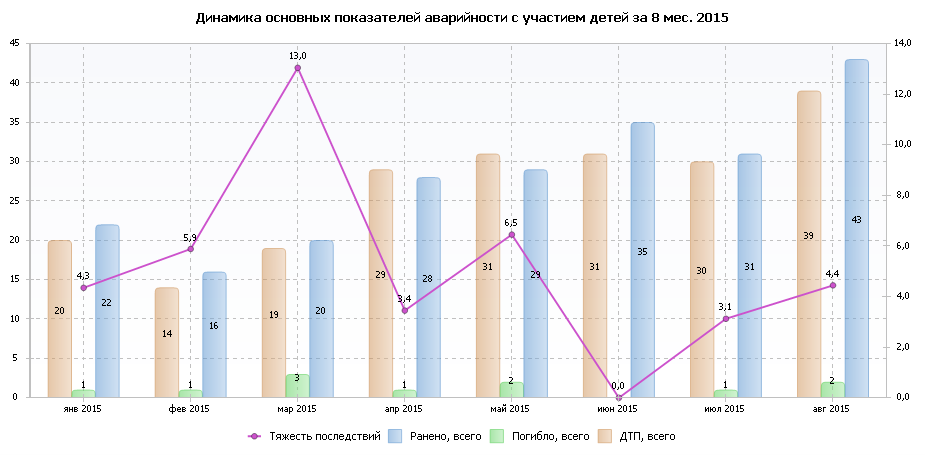 Динамика основных показателей аварийности с участием детей за 8 мес. 2015
45 14,0
13,0
40 12,0
43
39
35 10,0
35
30 8,0
6,5
29 28 31 29 31 30 31
25
20 6,0
5,9
4,3 3,4 3,1 4,4
15 4,0
20 22 14 16 19 20
10
5 2,0
1 1 3 1 2 0,0 1 2
0 0,0
янв 2015 фев 2015 мар 2015 апр 2015 май 2015 июн 2015 июл 2015 авг 2015
Тяжесть последствий Ранено, всего Погибло, всего ДТП, всего